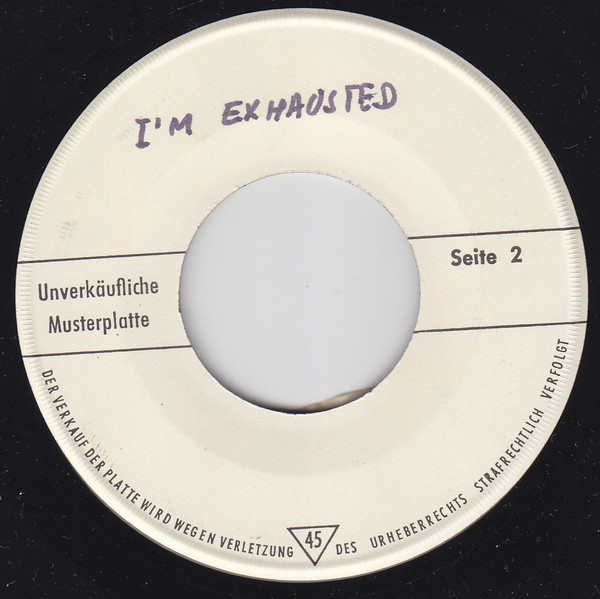 I'M EXHAUSTED
Unverkäufliche
Musterplatte
Seite 2
DER VERKAUF DER PLATTE WIRD WEGEN VERLETZUNG 45 DES URHEBERRECHTS STRAFRECHTLICH VERFOLGT